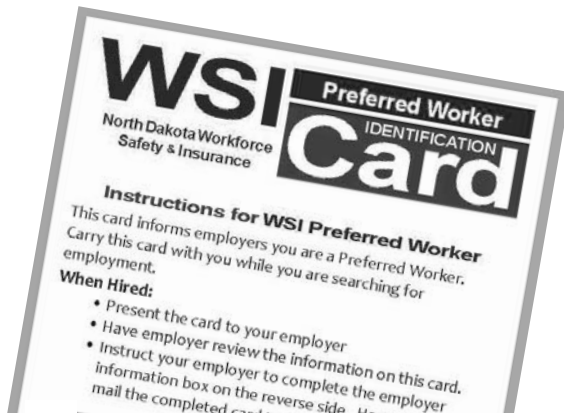 WSI
Preferred Worker
IDENTIFICATION
Card
North Dakota Workforce
Safety & Insurance
Instructions for WSI Preferred Worker
This card informs employers you are a Preferred Worker.
Carry this card with you while you are searching for
employment.
When Hired:
• Present the card to your employer
• Have employer review the information on this card.
• Instruct your employer to complete the employer
information box on the reverse side.
mail the completed